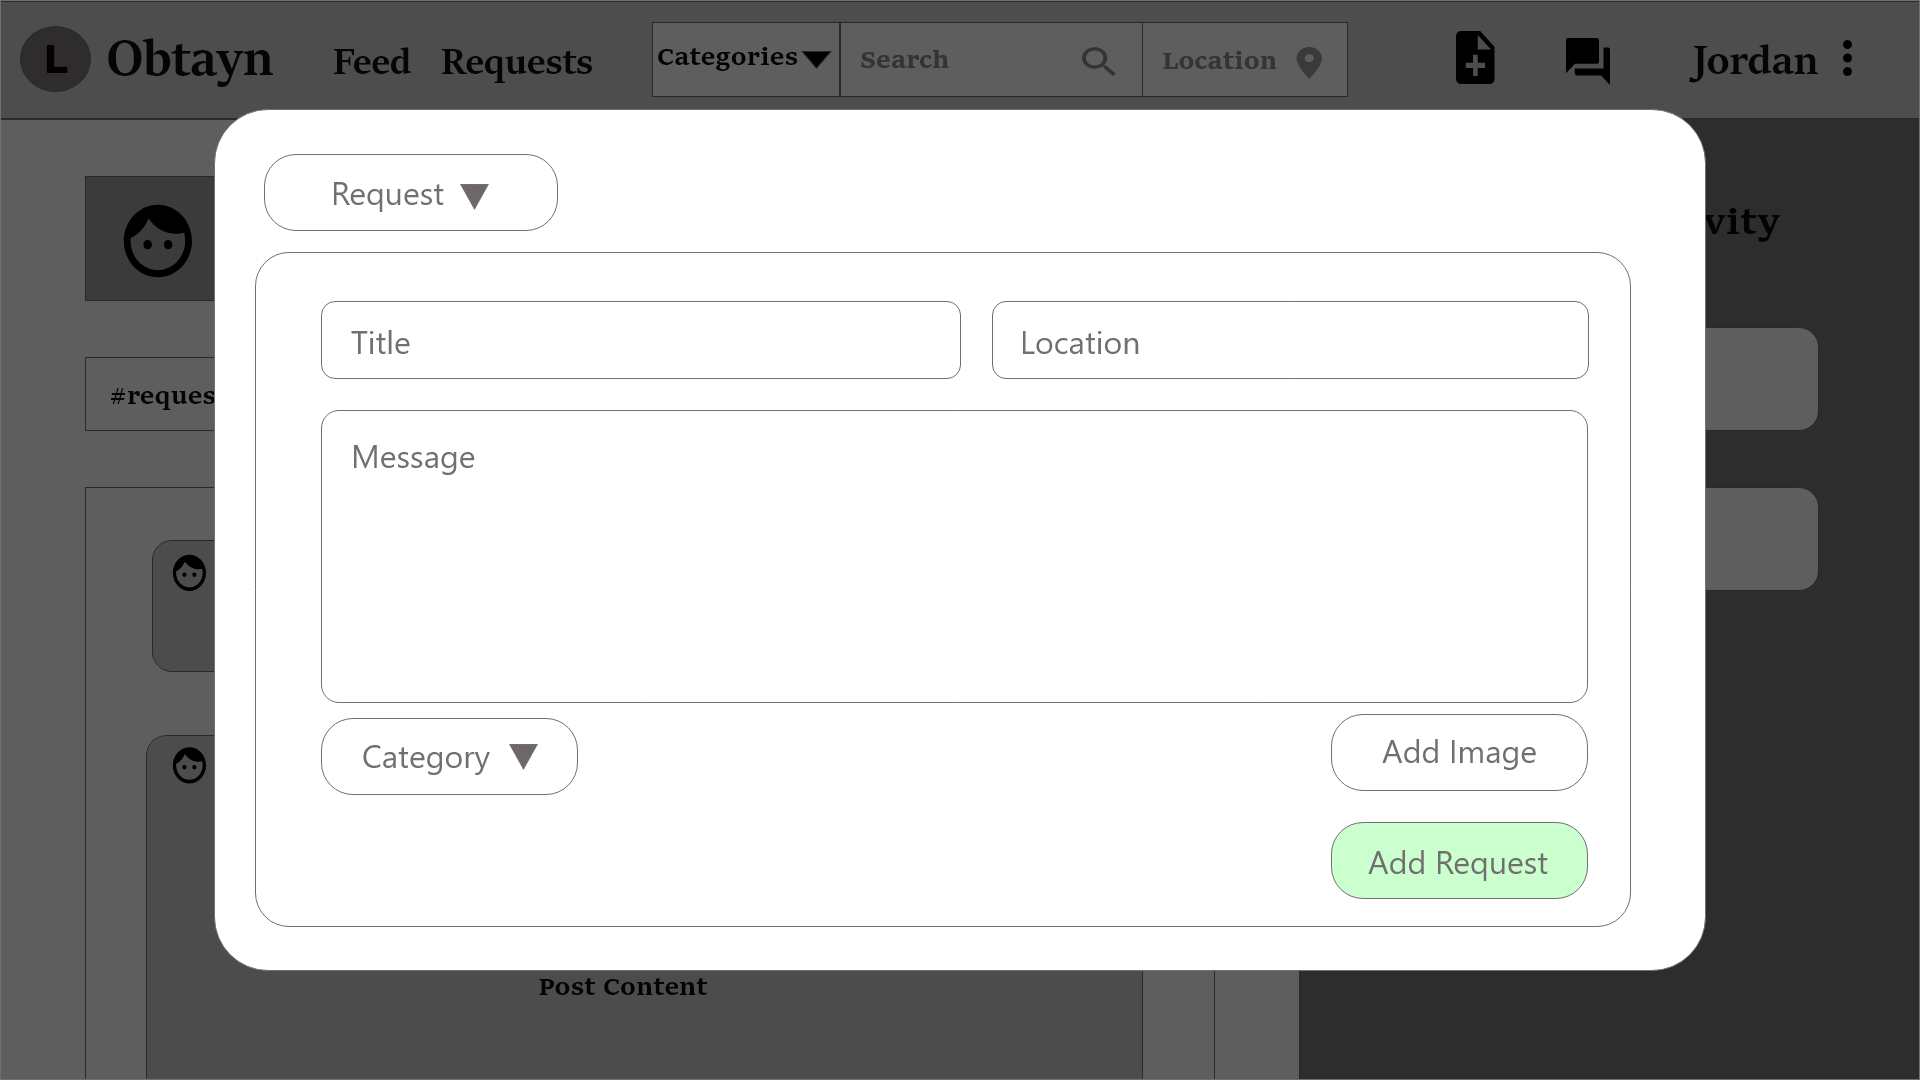 L Obtayn Feed Requests Categories Search Location Jordan
Request
vity
Title Location
#reques
Message
Category Add Image
Add Request
Post Content